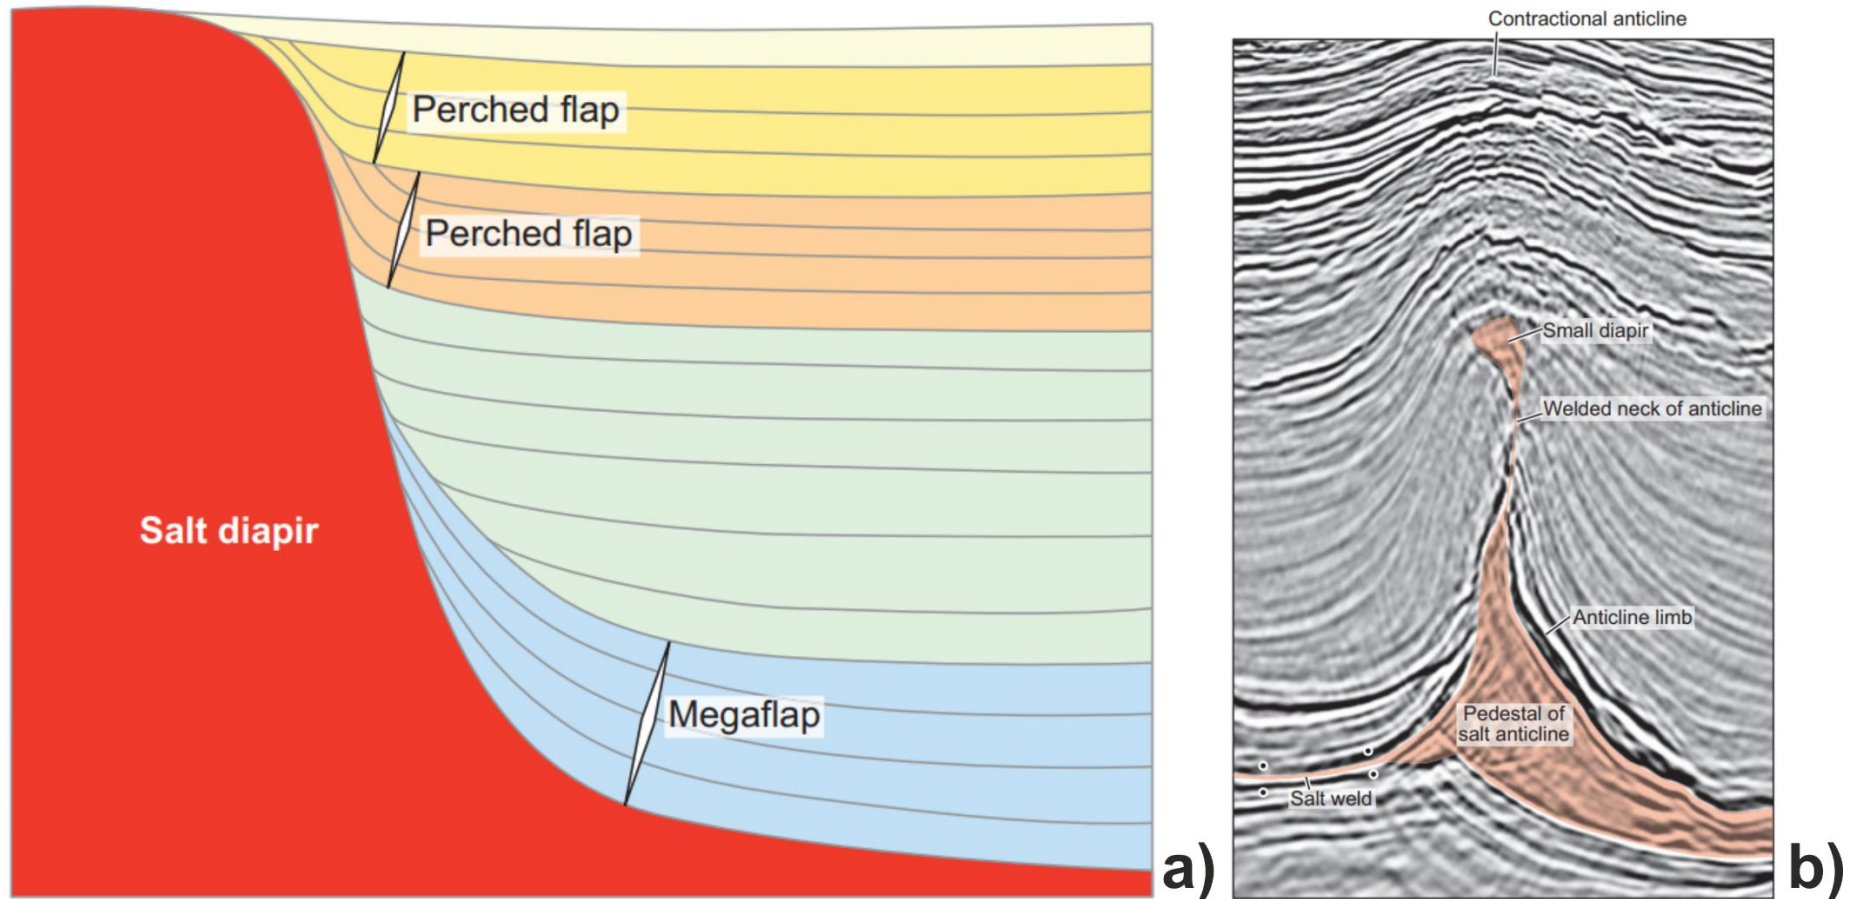 Perched flap
Perched flap
Salt diapir
Megaflap
a)
Contractional anticline
Small diapir
Welded neck of anticline
Anticline limb
Pedestal of
salt anticline
Salt weld
b)